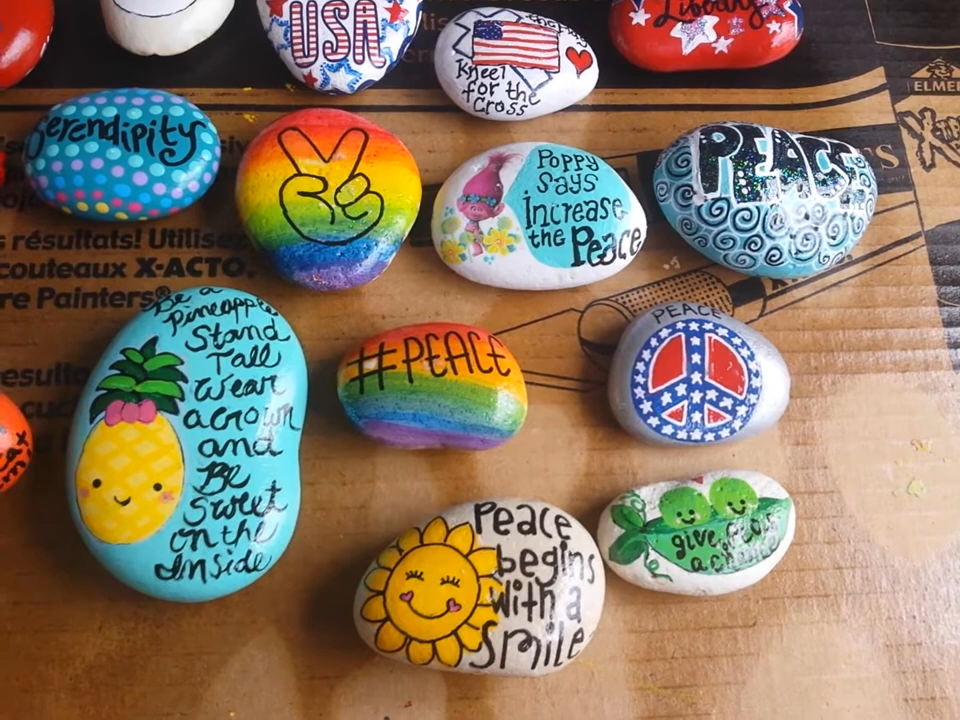 USA
Kneel
for the
Cross
Liberty
ELMER
Serendipity
PEACE
Poppy
Says
Increase
the Peace
résultats! Utilise
couteaux X-ACTO.
re Painters®
Be a
Pineapple
Stand
Tall
Wear
a crown
and
Be
Sweet
on the
Inside
#PEACE
PEACE
Peace
begins
with a
Smile
give peas
a chance